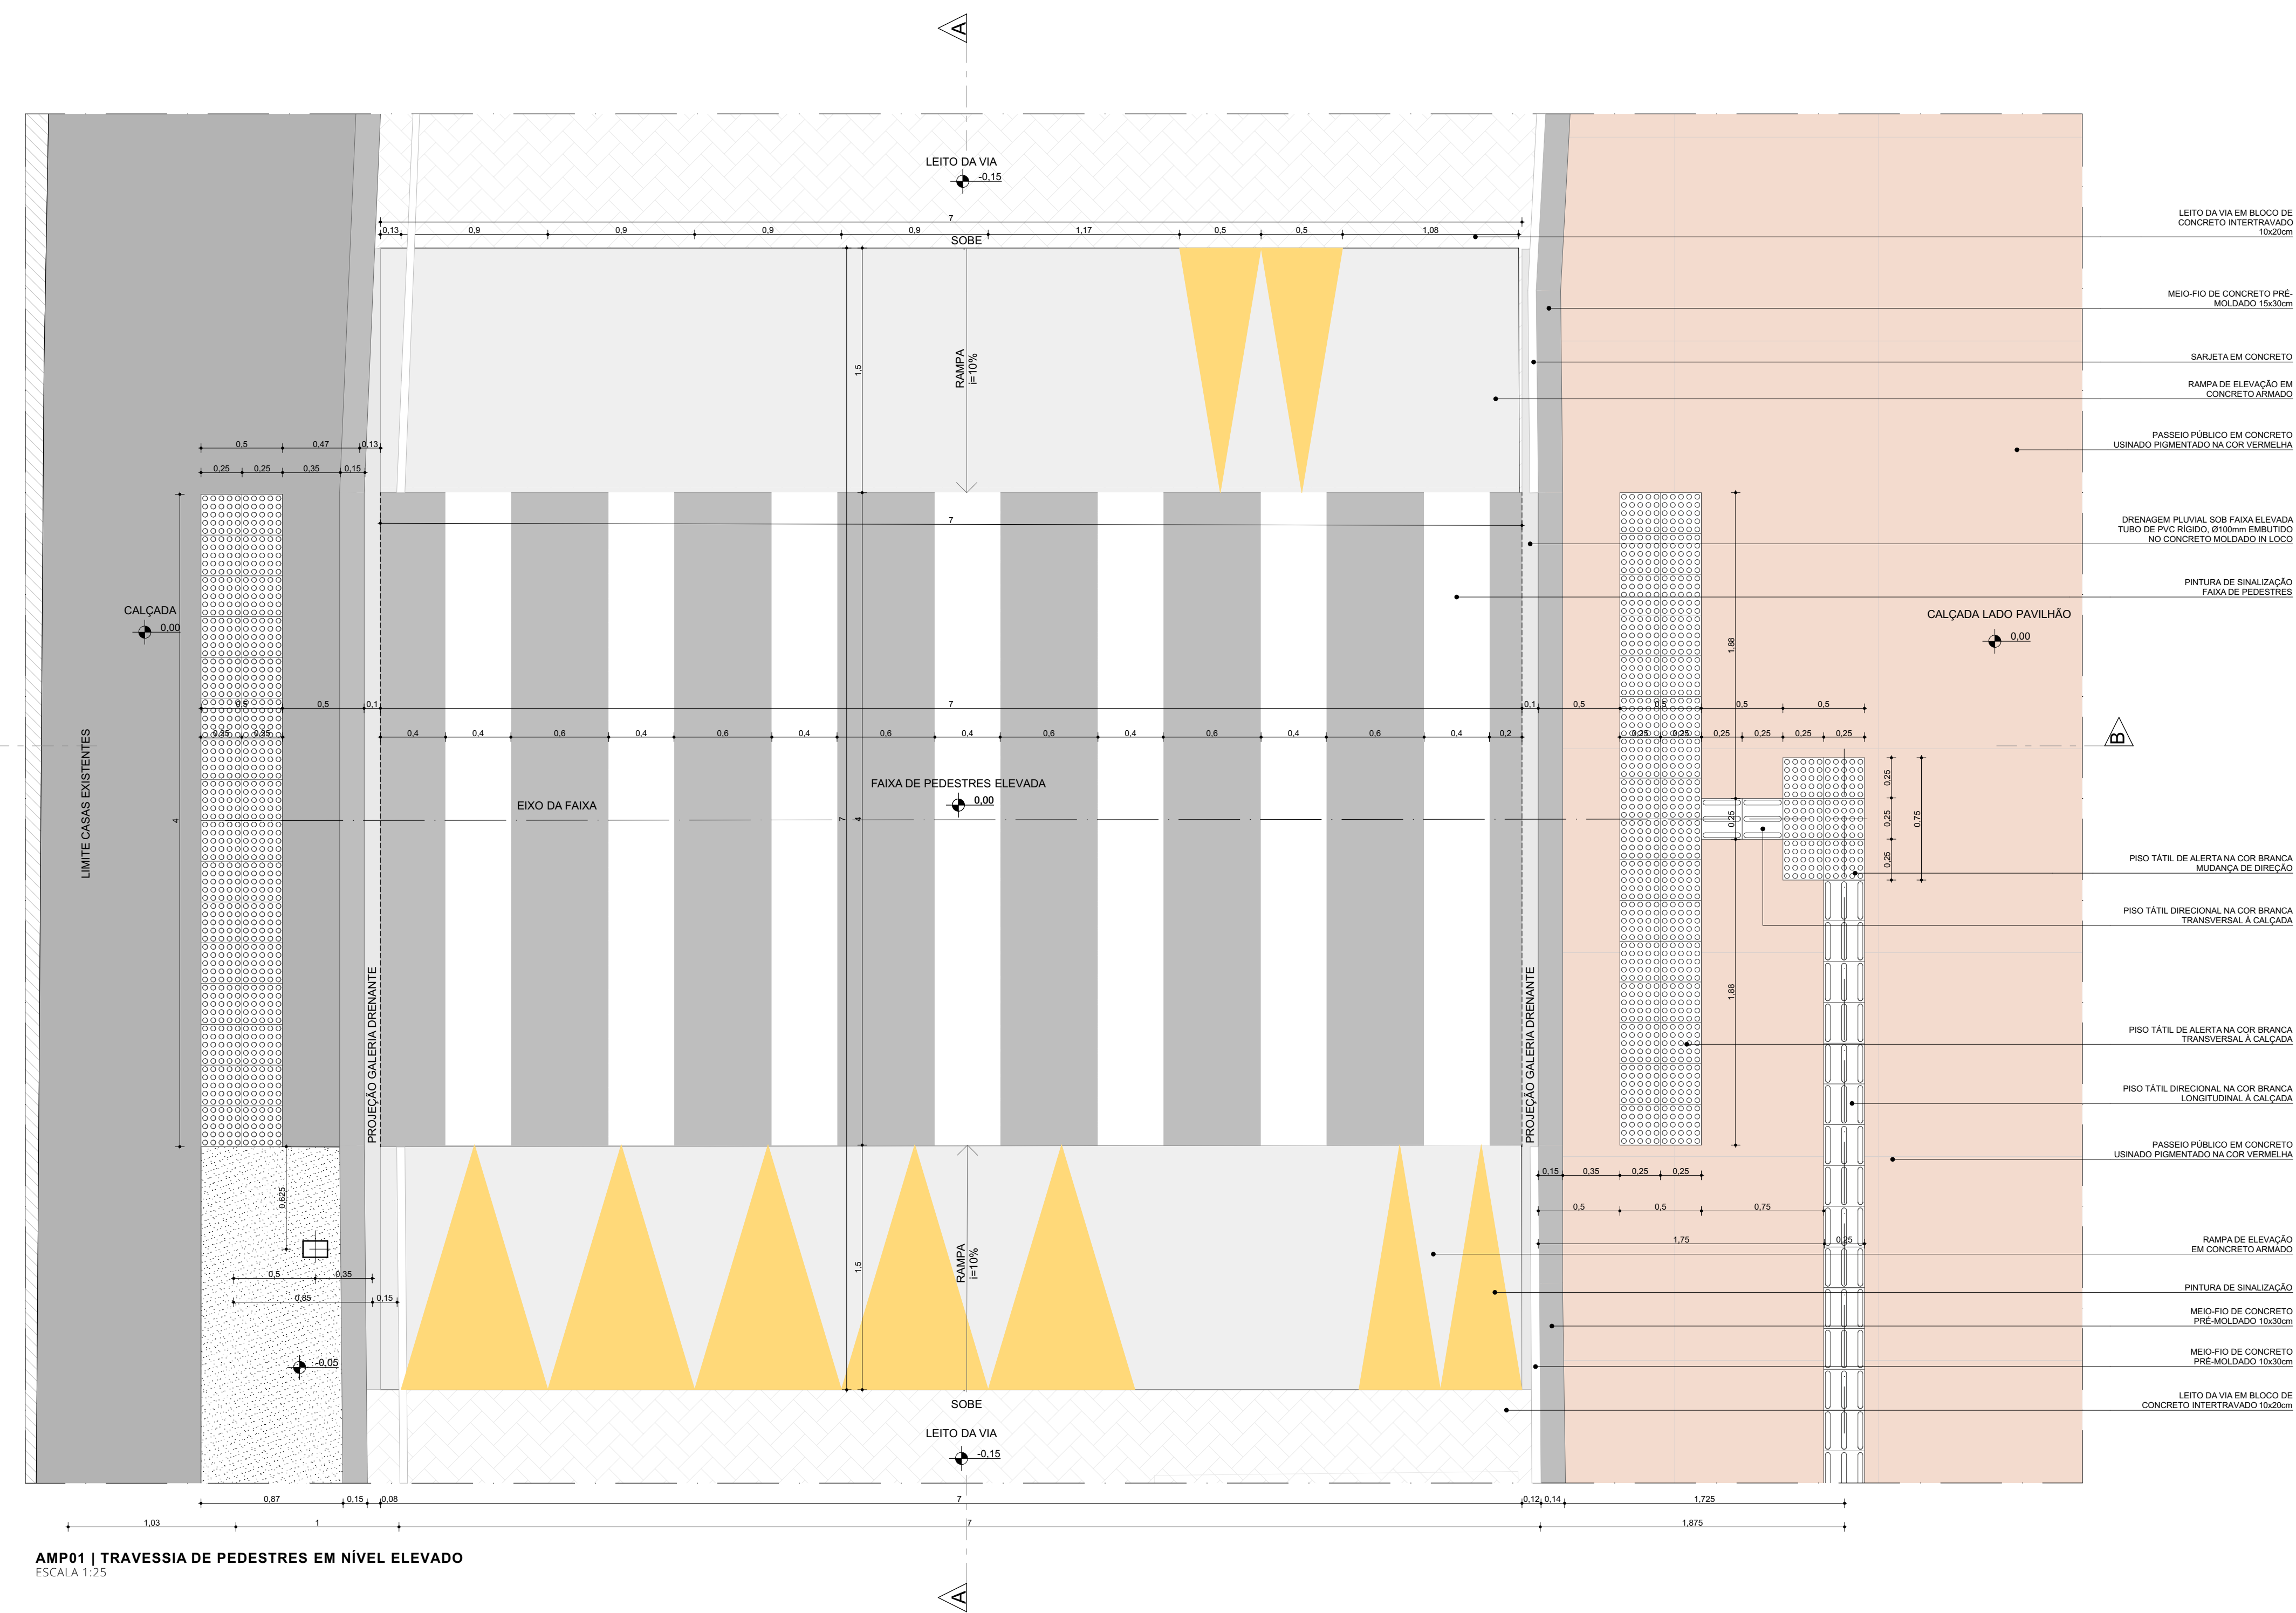 A
LEITO DA VIA
-0,15
7
0,13 0,9 0,9 0,9 0,9 1,17 0,5 0,5 1,08
SOBE
1,5
RAMPA
i=10%
0,5 0,47 0,13
0,25 0,25 0,35 0,15
7
CALÇADA
0,00
LIMITE CASAS EXISTENTES
4
0,5 0,5 0,1 7 0,1 0,5 0,5 0,5 0,5
0,25 0,25 0,4 0,4 0,6 0,4 0,6 0,4 0,6 0,4 0,6 0,4 0,6 0,4 0,6 0,4 0,2 0,25 0,25 0,25 0,25 0,25 0,25
FAIXA DE PEDESTRES ELEVADA
0,00
EIXO DA FAIXA
7 4
PROJEÇÃO GALERIA DRENANTE
PROJEÇÃO GALERIA DRENANTE
1,88
0,25
1,88
0,25
0,25
0,25
0,75
CALÇADA LADO PAVILHÃO
0,00
B
0,625
0,5 0,35
0,85 0,15
-0,05
1,5
RAMPA
i=10%
0,15 0,35 0,25 0,25
0,5 0,5 0,75
1,75 0,25
SOBE
LEITO DA VIA
-0,15
0,87 0,15 0,08 7 0,12 0,14 1,725
1,03 1 7 1,875
LEITO DA VIA EM BLOCO DE
CONCRETO INTERTRAVADO
10x20cm
MEIO-FIO DE CONCRETO PRÉ-
MOLDADO 15x30cm
SARJETA EM CONCRETO
RAMPA DE ELEVAÇÃO EM
CONCRETO ARMADO
PASSEIO PÚBLICO EM CONCRETO
USINADO PIGMENTADO NA COR VERMELHA
DRENAGEM PLUVIAL SOB FAIXA ELEVADA
TUBO DE PVC RÍGIDO, Ø100mm EMBUTIDO
NO CONCRETO MOLDADO IN LOCO
PINTURA DE SINALIZAÇÃO
FAIXA DE PEDESTRES
PISO TÁTIL DE ALERTA NA COR BRANCA
MUDANÇA DE DIREÇÃO
PISO TÁTIL DIRECIONAL NA COR BRANCA
TRANSVERSAL À CALÇADA
PISO TÁTIL DE ALERTA NA COR BRANCA
TRANSVERSAL À CALÇADA
PISO TÁTIL DIRECIONAL NA COR BRANCA
LONGITUDINAL À CALÇADA
PASSEIO PÚBLICO EM CONCRETO
USINADO PIGMENTADO NA COR VERMELHA
RAMPA DE ELEVAÇÃO
EM CONCRETO ARMADO
PINTURA DE SINALIZAÇÃO
MEIO-FIO DE CONCRETO
PRÉ-MOLDADO 10x30cm
MEIO-FIO DE CONCRETO
PRÉ-MOLDADO 10x30cm
LEITO DA VIA EM BLOCO DE
CONCRETO INTERTRAVADO 10x20cm
AMP01 | TRAVESSIA DE PEDESTRES EM NÍVEL ELEVADO
ESCALA 1:25
A